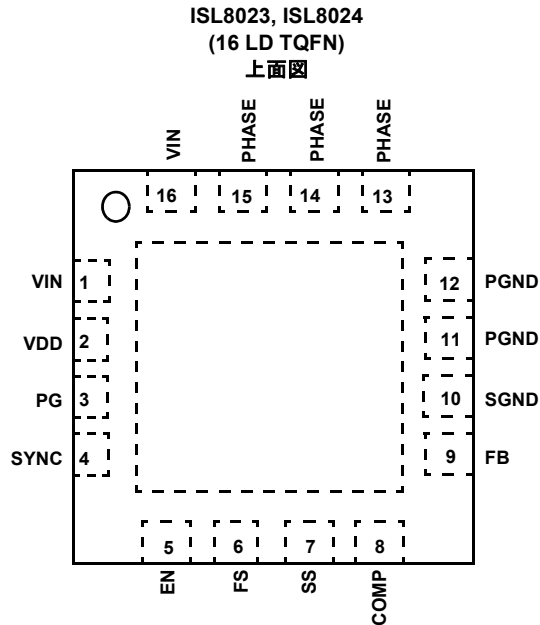 ISL8023, ISL8024
(16 LD TQFN)
上面図
VIN
PHASE
PHASE
PHASE
16
15
14
13
VIN 1
12 PGND
VDD 2
11 PGND
PG 3
10 SGND
SYNC 4
9 FB
5
6
7
8
EN
FS
SS
COMP